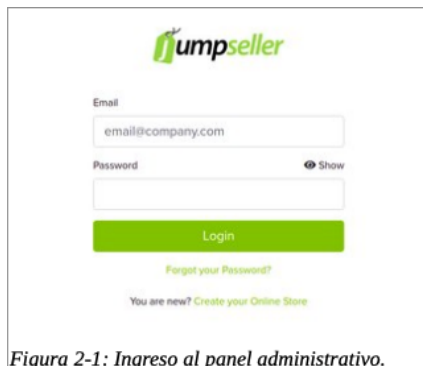 jumpseller
Email
email@company.com
Password Show
Login
Forgot your Password?
You are new? Create your Online Store
Figura 2-1: Ingreso al panel administrativo.